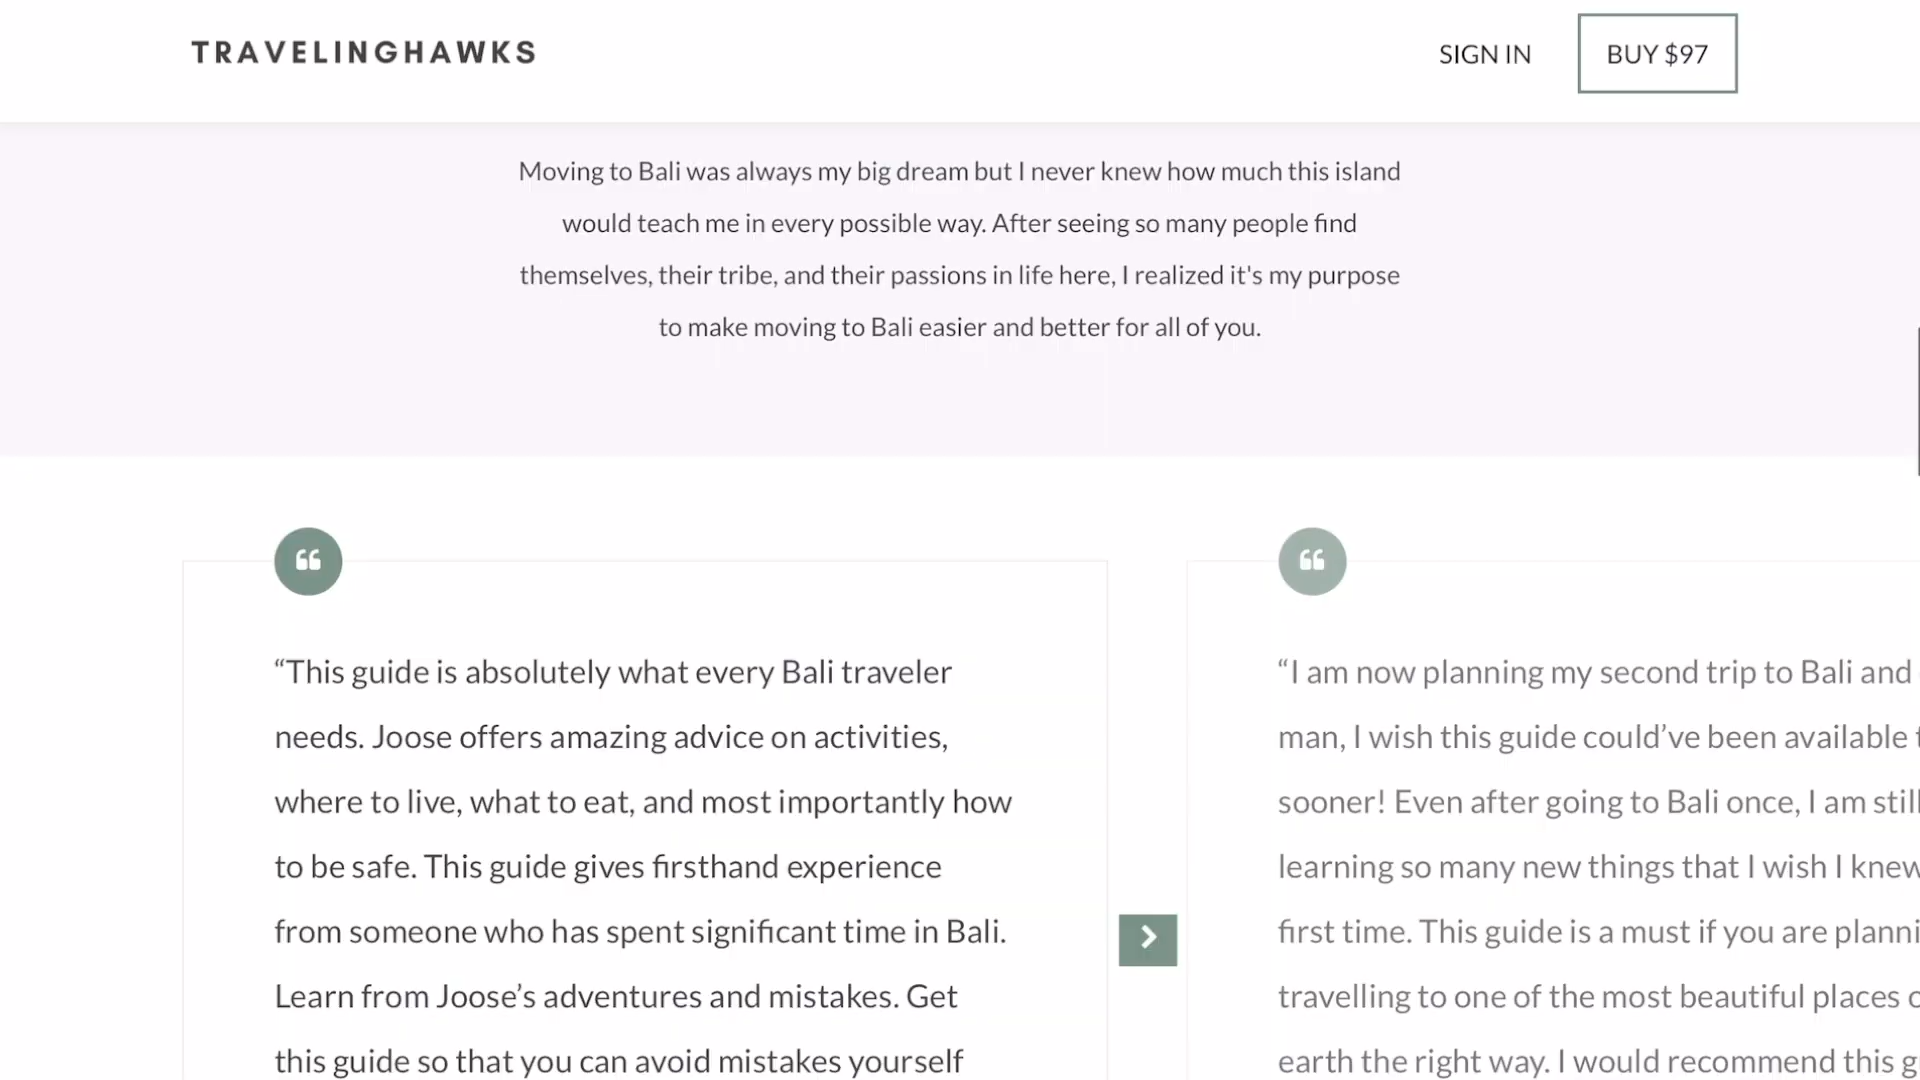 TRAVELINGHAWKS
SIGN IN
BUY $97
Moving to Bali was always my big dream but I never knew how much this island
would teach me in every possible way. After seeing so many people find
themselves, their tribe, and their passions in life here, I realized it's my purpose
to make moving to Bali easier and better for all of you.
“This guide is absolutely what every Bali traveler
needs. Joose offers amazing advice on activities,
where to live, what to eat, and most importantly how
to be safe. This guide gives firsthand experience
from someone who has spent significant time in Bali.
Learn from Joose’s adventures and mistakes. Get
this guide so that you can avoid mistakes yourself
“I am now planning my second trip to Bali and
man, I wish this guide could’ve been available
sooner! Even after going to Bali once, I am still
learning so many new things that I wish I knew
first time. This guide is a must if you are
travelling to one of the most beautiful places
earth the right way. I would recommend this